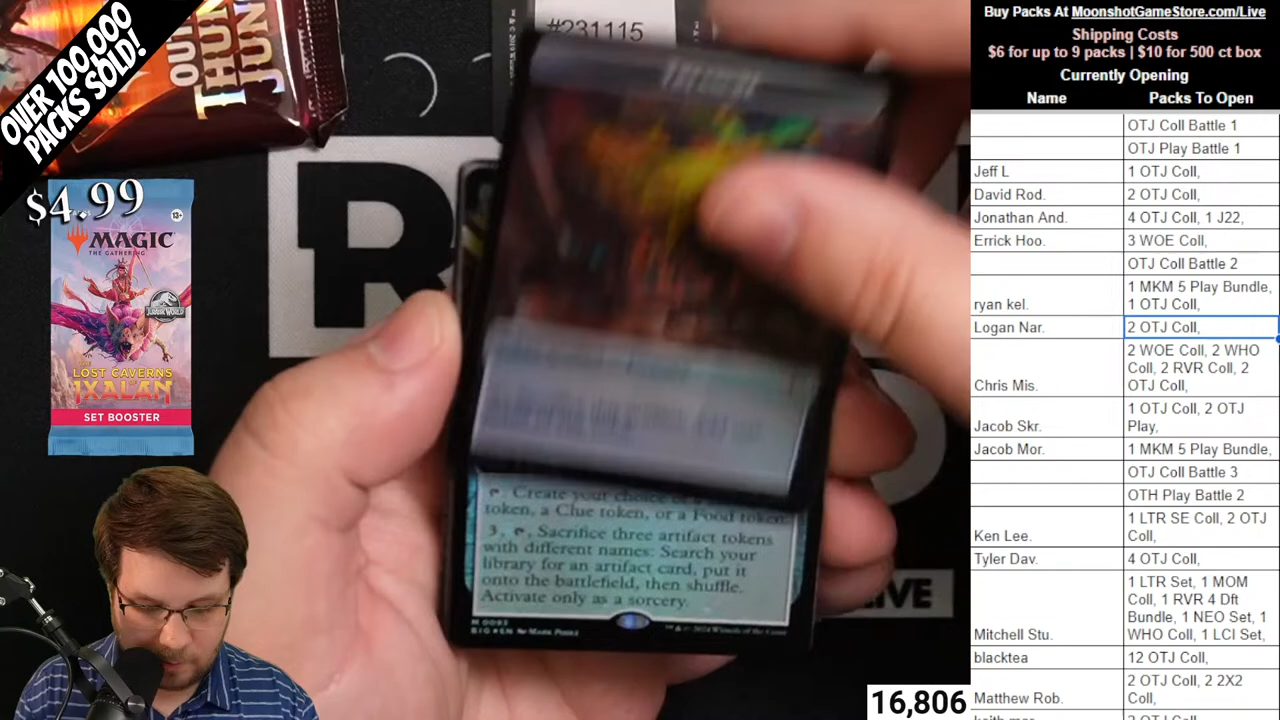 OVER 100,000
PACKS SOLD!
OUT
THUN
JUN
#231115
$4.99
13+
MAGIC
THE GATHERING
JURASSIC WORLD
LOST CAVERNS
of
IXALAN
SET BOOSTER
R
LIVE
Create your choice of a
token, a Clue token, or a Food token.
3, Sacrifice three artifact tokens
with different names: Search your
library for an artifact card, put it
onto the battlefield, then shuffle.
Activate only as a sorcery.
BIG EN
16,806
Buy Packs At MoonshotGameStore.com/Live
Shipping Costs
$6 for up to 9 packs | $10 for 500 ct box
Currently Opening
Name Packs To Open
OTJ Coll Battle 1
OTJ Play Battle 1
Jeff L 1 OTJ Coll,
David Rod. 2 OTJ Coll,
Jonathan And. 4 OTJ Coll, 1 J22,
Errick Hoo. 3 WOE Coll,
OTJ Coll Battle 2
1 MKM 5 Play Bundle,
ryan kel. 1 OTJ Coll,
Logan Nar. 2 OTJ Coll,
2 WOE Coll, 2 WHO
Coll, 2 RVR Coll, 2
Chris Mis. OTJ Coll,
1 OTJ Coll, 2 OTJ
Jacob Skr. Play,
Jacob Mor. 1 MKM 5 Play Bundle,
OTJ Coll Battle 3
OTH Play Battle 2
1 LTR SE Coll, 2 OTJ
Ken Lee. Coll,
Tyler Dav. 4 OTJ Coll,
1 LTR Set, 1 MOM
Coll, 1 RVR 4 Dft
Bundle, 1 NEO Set, 1
Mitchell Stu. WHO Coll, 1 LCI Set,
blacktea 12 OTJ Coll,
2 OTJ Coll, 2 2X2
Matthew Rob. Coll,